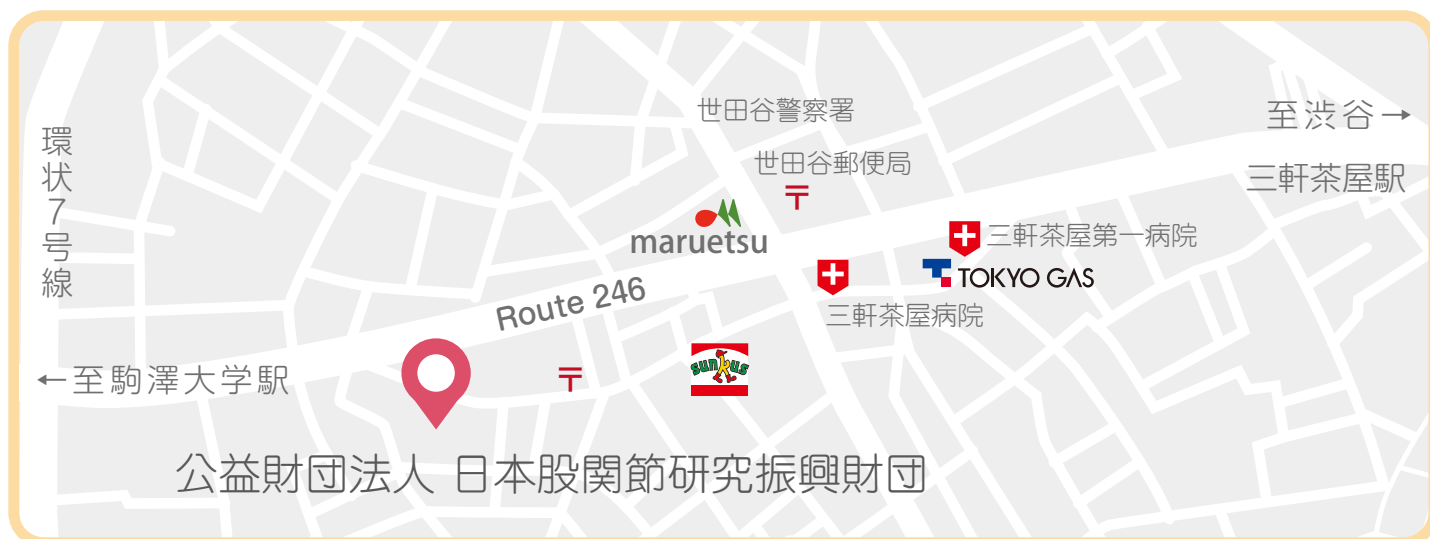 世田谷警察署
至渋谷→
環状7号線
世田谷郵便局
三軒茶屋駅
〒
maruetsu
三軒茶屋第一病院
TOKYO GAS
Route 246
三軒茶屋病院
sunkus
←至駒澤大学駅
〒
公益財団法人 日本股関節研究振興財団